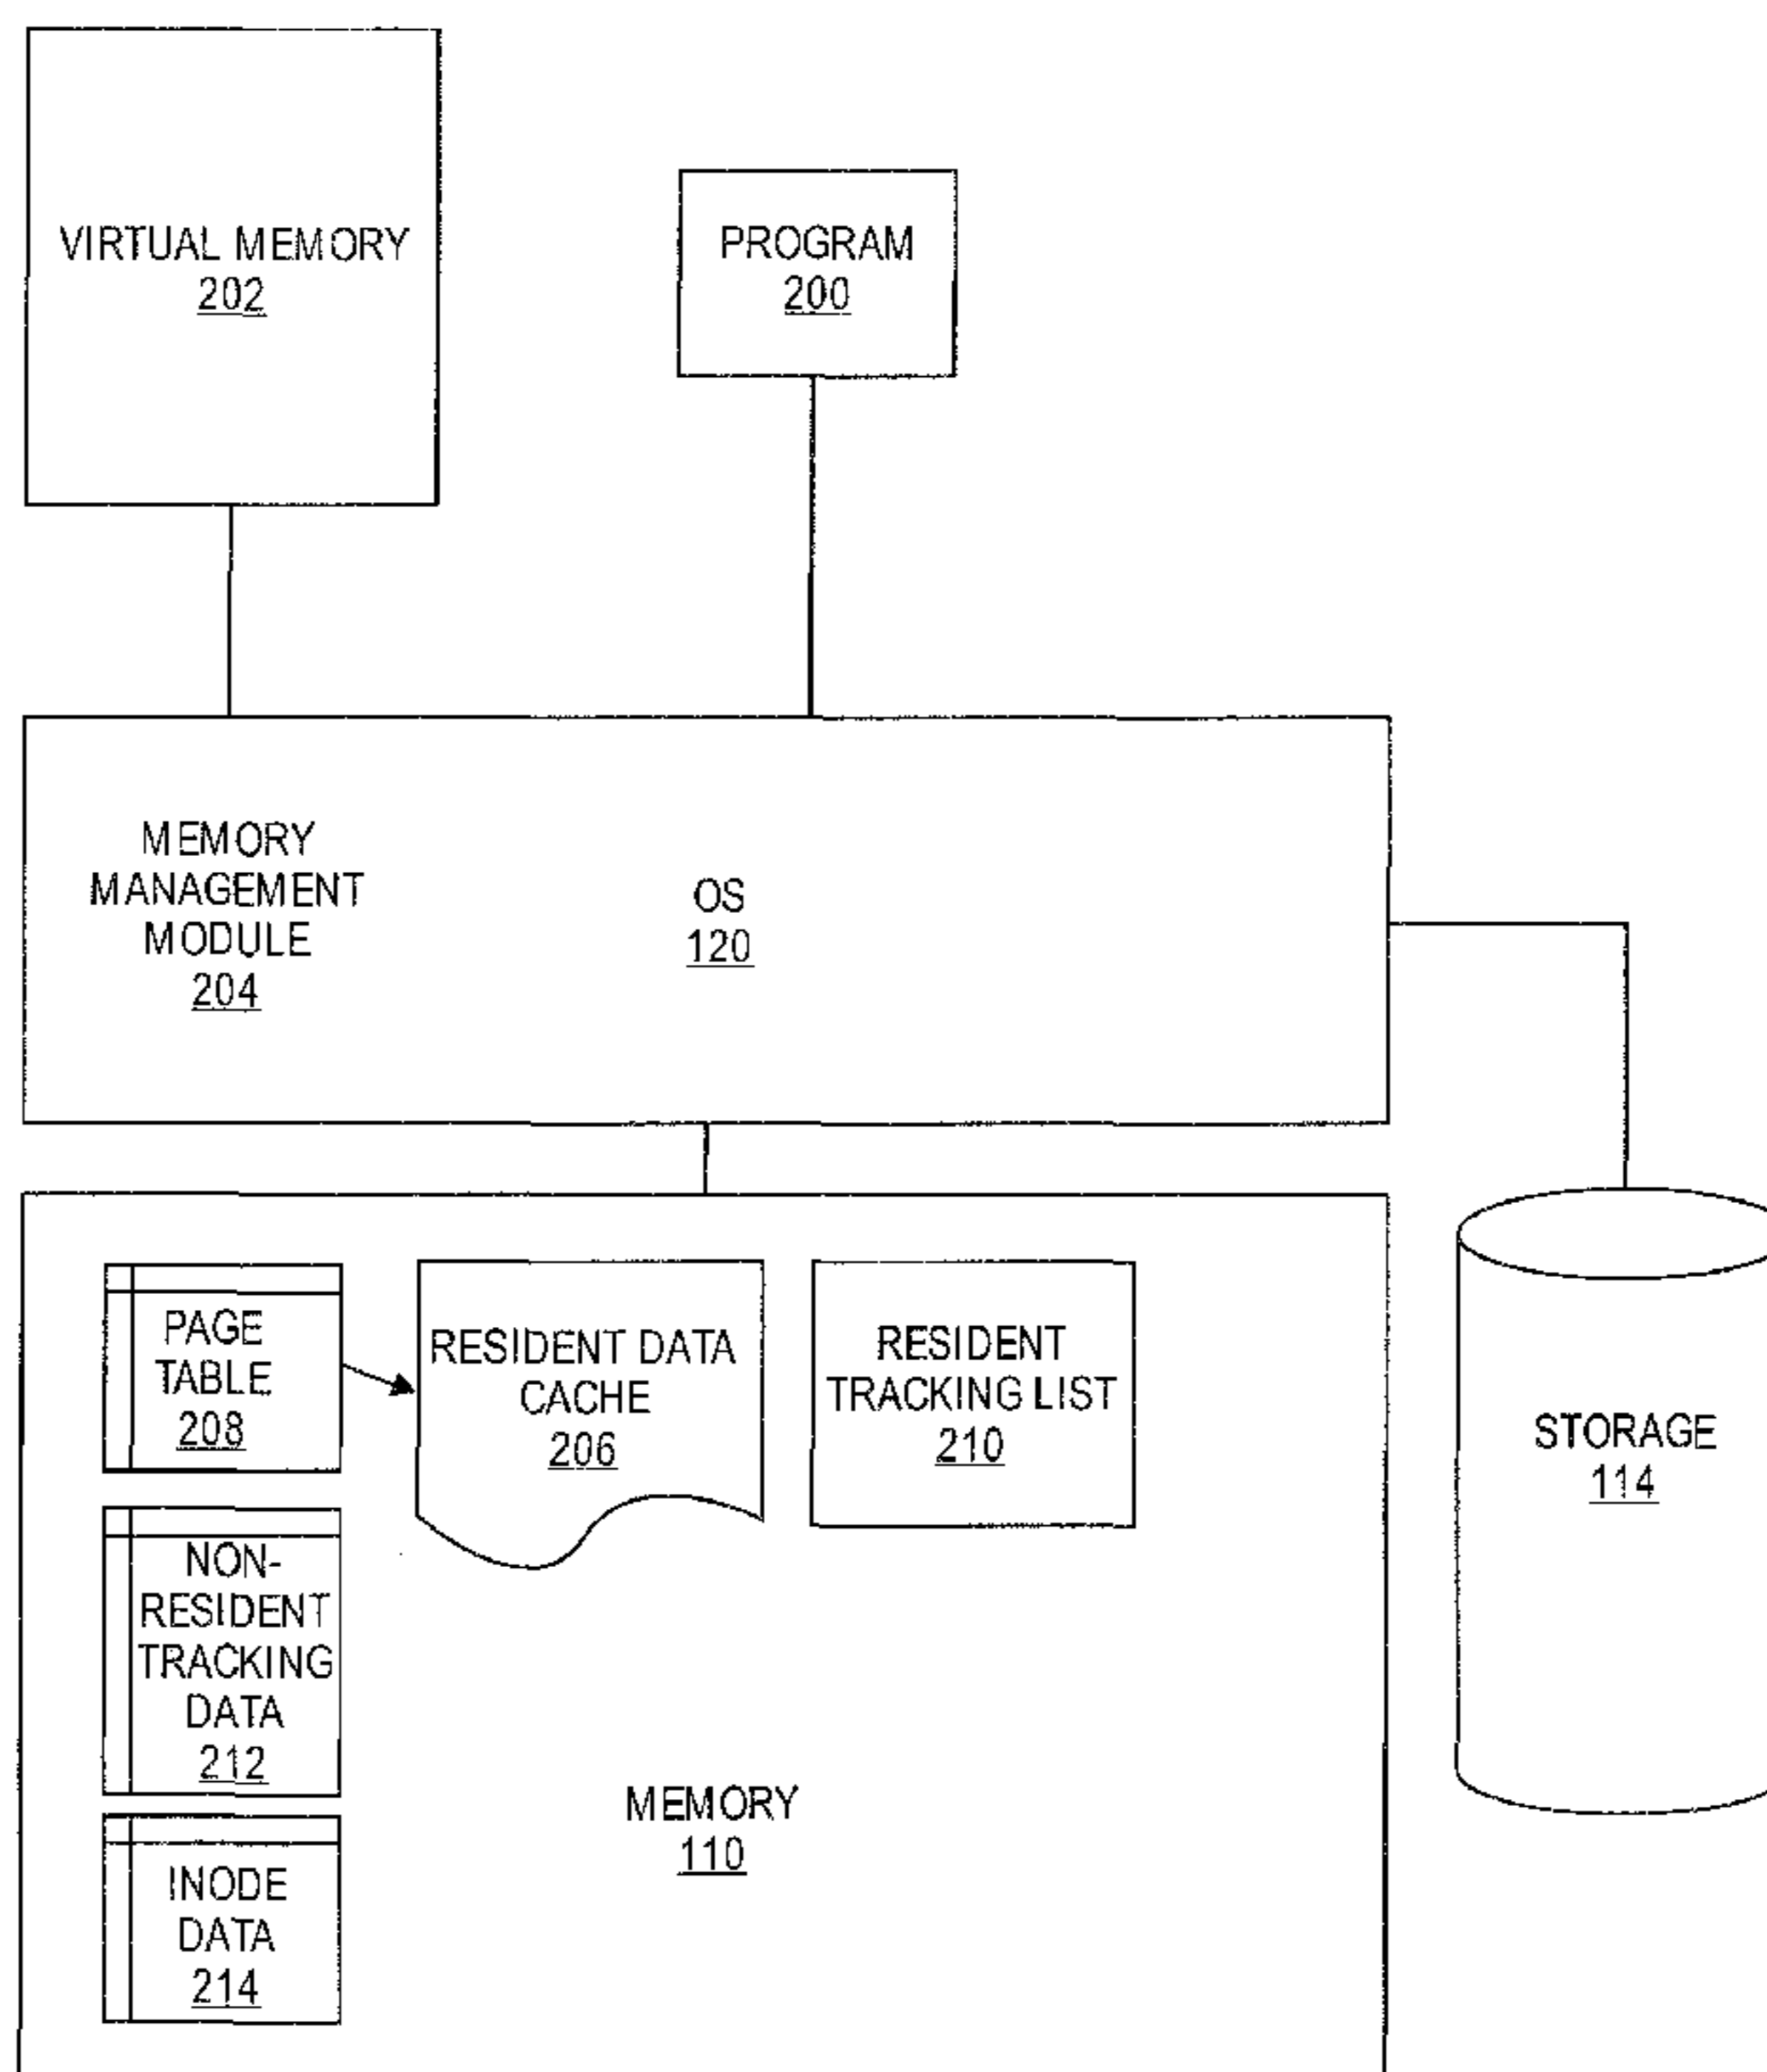 VIRTUAL MEMORY
202
PROGRAM
200
MEMORY
MANAGEMENT
MODULE
204
OS
120
PAGE
TABLE
208
RESIDENT DATA
CACHE
206
RESIDENT
TRACKING LIST
210
STORAGE
114
NON-
RESIDENT
TRACKING
DATA
212
MEMORY
110
INODE
DATA
214